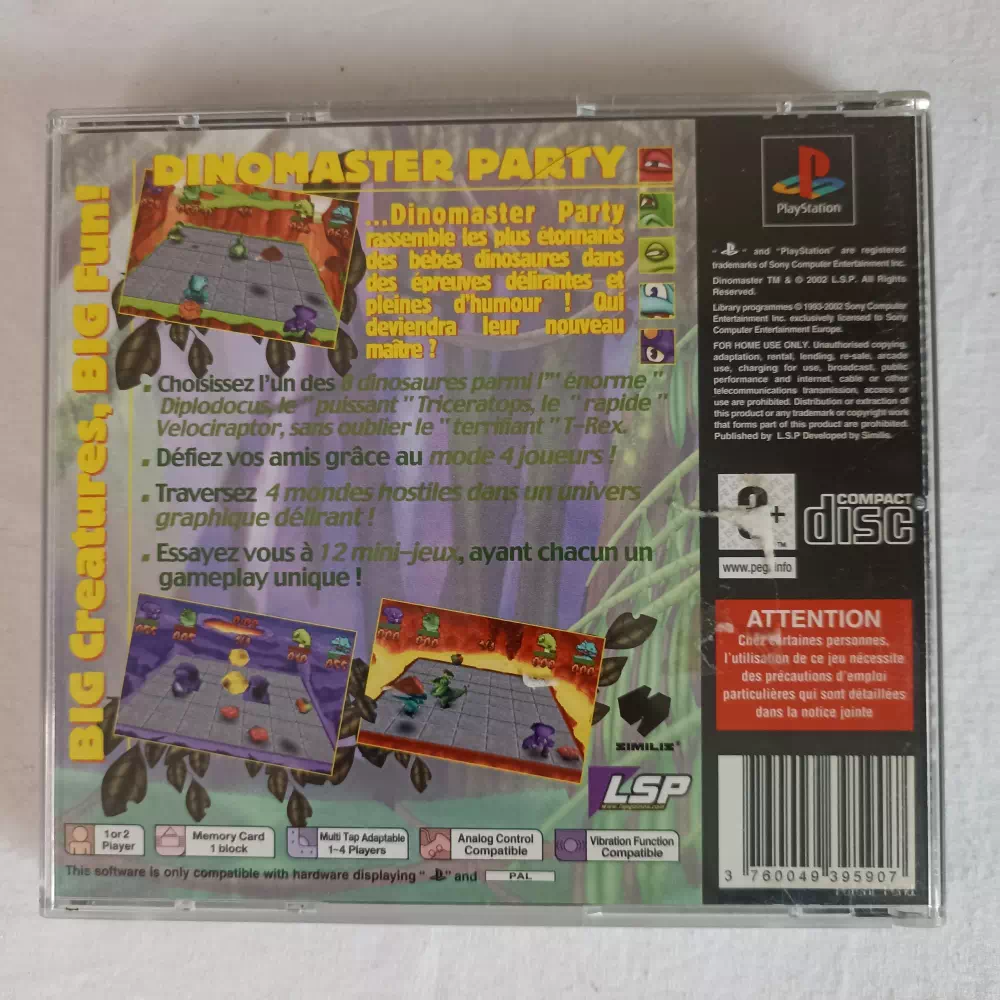 DINOMASTER PARTY
BIG Creatures, BIG Fun!
...Dinomaster Party
rassemble les plus étonnants
des bébés dinosaures dans
des épreuves délirantes et
pleines d'humour ! Qui
deviendra leur nouveau
maître ?
Choisissez l'un des 8 dinosaures parmi l'" énorme "
Diplodocus, le " puissant " Triceratops, le " rapide "
Velociraptor, sans oublier le " terrifiant " T-Rex.
Défiez vos amis grâce au mode 4 joueurs !
Traversez 4 mondes hostiles dans un univers
graphique délirant !
Essayez vous à 12 mini-jeux, ayant chacun un
gameplay unique !
SIMILIS
LSP
1 or 2
Player
Memory Card
1 block
Multi Tap Adaptable
1-4 Players
Analog Control
Compatible
Vibration Function
Compatible
This software is only compatible with hardware displaying " " and PAL
PlayStation
" " and "PlayStation" are registered
trademarks of Sony Computer Entertainment Inc.
Dinomaster TM & © 2002 L.S.P. All Rights
Reserved.
Library programmes © 1993-2002 Sony Computer
Entertainment Inc. exclusively licensed to Sony
Computer Entertainment Europe.
FOR HOME USE ONLY. Unauthorised copying,
adaptation, rental, lending, re-sale, arcade
use, charging for use, broadcast, public
performance and internet, cable or other
telecommunications transmission, access or
use are prohibited. Distribution or extraction of
this product or any trademark or copyright work
that forms part of this product are prohibited.
Published by L.S.P Developed by Similis.
3+
www.pegi.info
COMPACT
disc
ATTENTION
Chez certaines personnes,
l'utilisation de ce jeu nécessite
des précautions d'emploi
particulières qui sont détaillées
dans la notice jointe
3 760049 395907